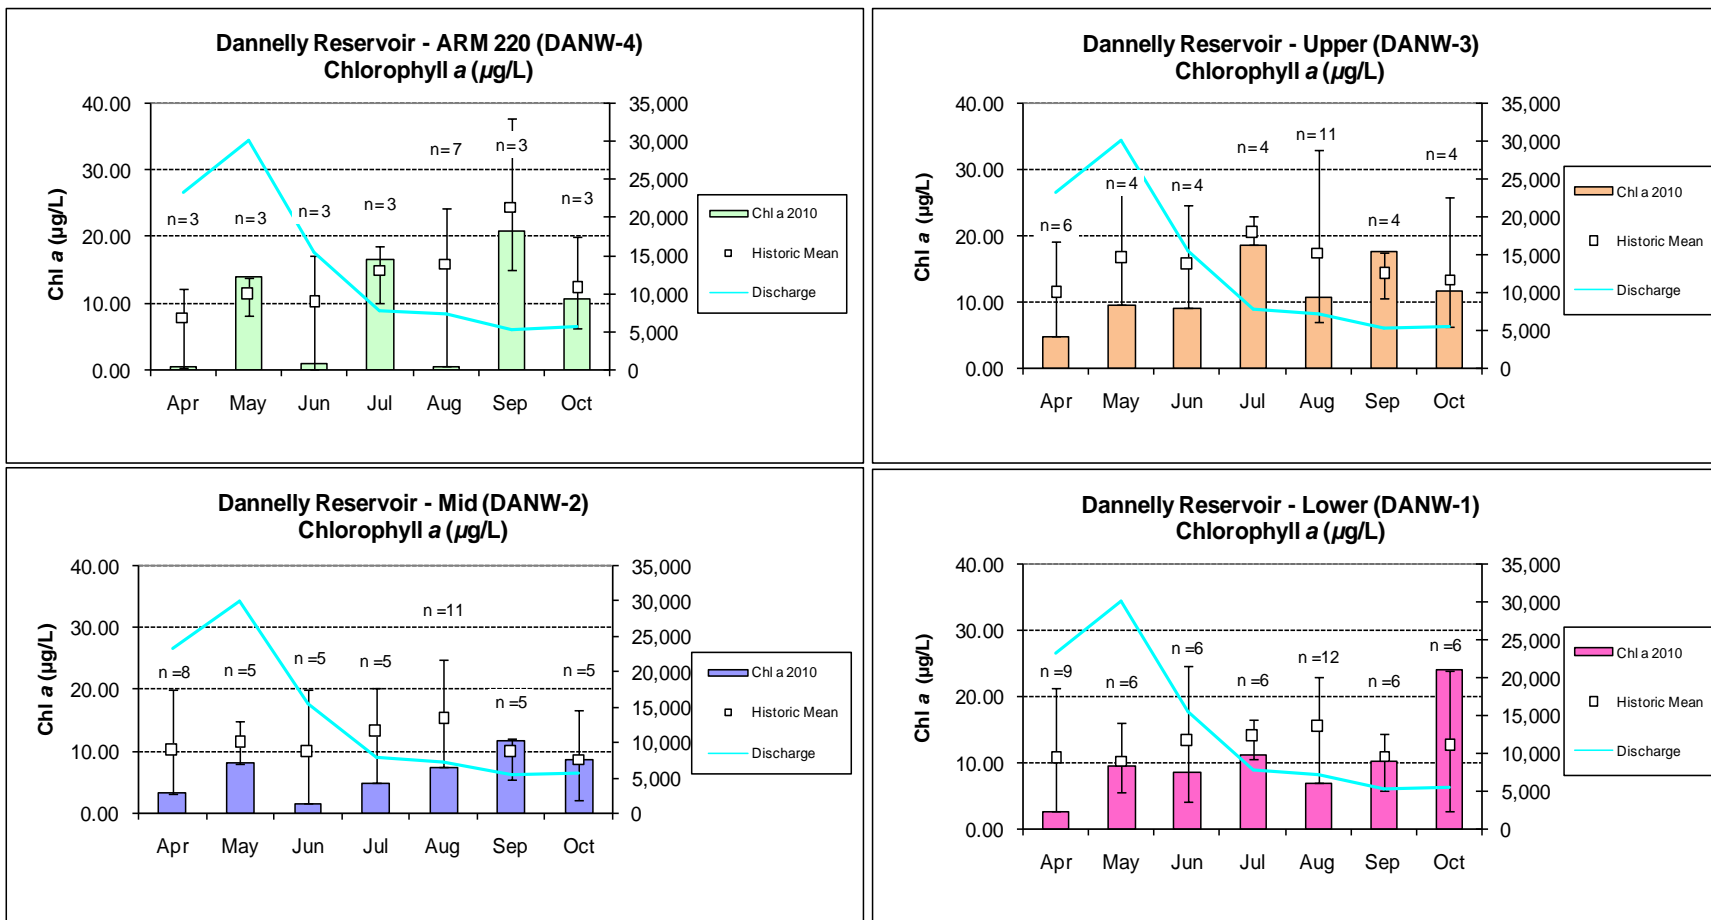 Dannelly Reservoir - ARM 220 (DANW-4)
Chlorophyll a (µg/L)
Chl a (µg/L)
40.00
30.00
20.00
10.00
0.00
35,000
30,000
25,000
20,000
15,000
10,000
5,000
0
n=3
n=3
n=3
n=3
n=7
n=3
n=3
Apr May Jun Jul Aug Sep Oct
Chl a 2010
Historic Mean
Discharge
Dannelly Reservoir - Upper (DANW-3)
Chlorophyll a (µg/L)
Chl a (µg/L)
40.00
30.00
20.00
10.00
0.00
35,000
30,000
25,000
20,000
15,000
10,000
5,000
0
n=6
n=4
n=4
n=4
n=11
n=4
n=4
Apr May Jun Jul Aug Sep Oct
Chl a 2010
Historic Mean
Discharge
Dannelly Reservoir - Mid (DANW-2)
Chlorophyll a (µg/L)
Chl a (µg/L)
40.00
30.00
20.00
10.00
0.00
35,000
30,000
25,000
20,000
15,000
10,000
5,000
0
n=8
n=5
n=5
n=5
n=11
n=5
n=5
Apr May Jun Jul Aug Sep Oct
Chl a 2010
Historic Mean
Discharge
Dannelly Reservoir - Lower (DANW-1)
Chlorophyll a (µg/L)
Chl a (µg/L)
40.00
30.00
20.00
10.00
0.00
35,000
30,000
25,000
20,000
15,000
10,000
5,000
0
n=9
n=6
n=6
n=6
n=12
n=6
n=6
Apr May Jun Jul Aug Sep Oct
Chl a 2010
Historic Mean
Discharge